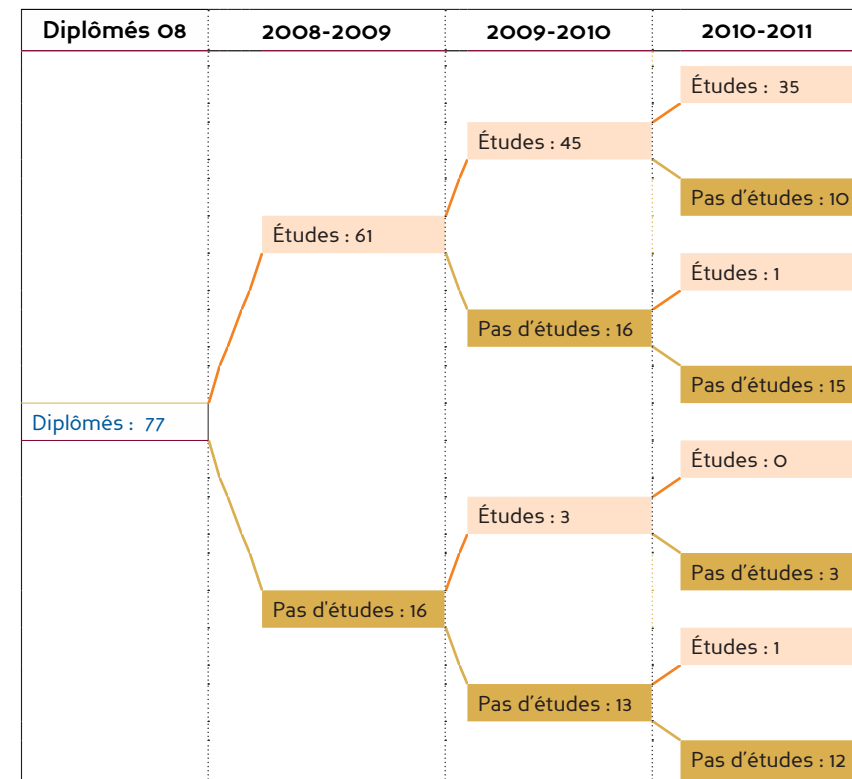 Diplômés 08 2008-2009 2009-2010 2010-2011
Études : 35
Études : 45
Pas d'études : 10
Études : 61
Études : 1
Pas d'études : 16
Pas d'études : 15
Diplômés : 77
Études : 0
Études : 3
Pas d'études : 3
Pas d'études : 16
Études : 1
Pas d'études : 13
Pas d'études : 12